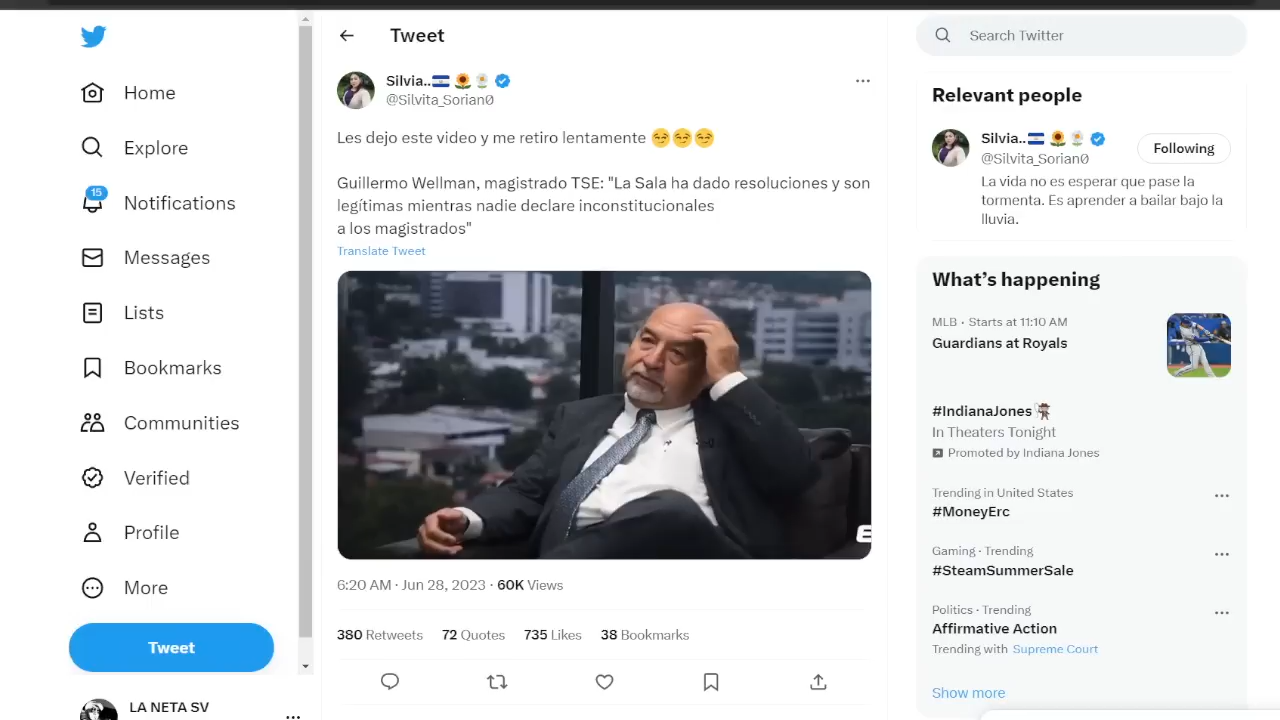 Home
Explore
15
Notifications
Messages
Lists
Bookmarks
Communities
Verified
Profile
More
Tweet
LA NETA SV
Tweet
Silvia..
@Silvita_Sorian0
Les dejo este video y me retiro lentamente 😏😏😏
Guillermo Wellman, magistrado TSE: "La Sala ha dado resoluciones y son
legítimas mientras nadie declare inconstitucionales
a los magistrados"
Translate Tweet
6:20 AM · Jun 28, 2023 · 60K Views
380 Retweets 72 Quotes 735 Likes 38 Bookmarks
Search Twitter
Relevant people
Silvia..
@Silvita_Sorian0
Following
La vida no es esperar que pase la
tormenta. Es aprender a bailar bajo la
lluvia.
What's happening
MLB · Starts at 11:10 AM
Guardians at Royals
#IndianaJones
In Theaters Tonight
Promoted by Indiana Jones
Trending in United States
#MoneyErc
Gaming · Trending
#SteamSummerSale
Politics · Trending
Affirmative Action
Trending with Supreme Court
Show more